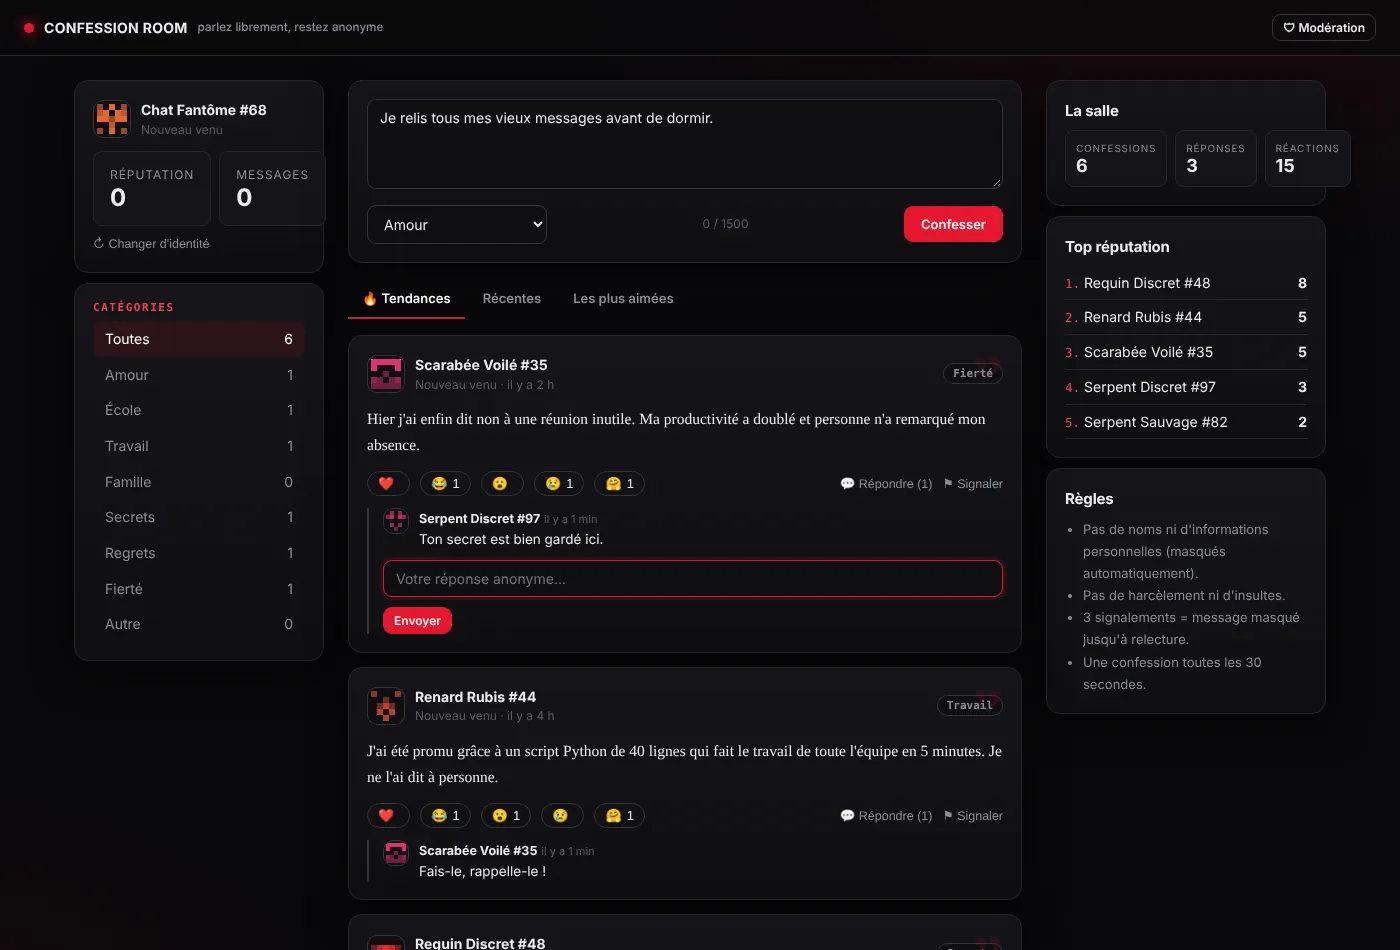 CONFESSION ROOM parlez librement, restez anonyme
Modération
Chat Fantôme #68
Nouveau venu
RÉPUTATION
0
MESSAGES
0
↻ Changer d'identité
CATÉGORIES
Toutes 6
Amour 1
École 1
Travail 1
Famille 0
Secrets 1
Regrets 1
Fierté 1
Autre 0
Je relis tous mes vieux messages avant de dormir.
Amour
0 / 1500
Confesser
🔥 Tendances
Récentes
Les plus aimées
Scarabée Voilé #35
Nouveau venu · il y a 2 h
Fierté
Hier j'ai enfin dit non à une réunion inutile. Ma productivité a doublé et personne n'a remarqué mon
absence.
❤️ 😂 1 😮 😢 1 🤗 1
💬 Répondre (1) ⚑ Signaler
Serpent Discret #97 il y a 1 min
Ton secret est bien gardé ici.
Votre réponse anonyme...
Envoyer
Renard Rubis #44
Nouveau venu · il y a 4 h
Travail
J'ai été promu grâce à un script Python de 40 lignes qui fait le travail de toute l'équipe en 5 minutes. Je
ne l'ai dit à personne.
❤️ 😂 1 😮 1 😢 🤗 1
💬 Répondre (1) ⚑ Signaler
Scarabée Voilé #35 il y a 1 min
Fais-le, rappelle-le !
Requin Discret #48
La salle
CONFESSIONS
6
RÉPONSES
3
RÉACTIONS
15
Top réputation
1. Requin Discret #48 8
2. Renard Rubis #44 5
3. Scarabée Voilé #35 5
4. Serpent Discret #97 3
5. Serpent Sauvage #82 2
Règles
• Pas de noms ni d'informations
personnelles (masqués
automatiquement).
• Pas de harcèlement ni d'insultes.
• 3 signalements = message masqué
jusqu'à relecture.
• Une confession toutes les 30
secondes.